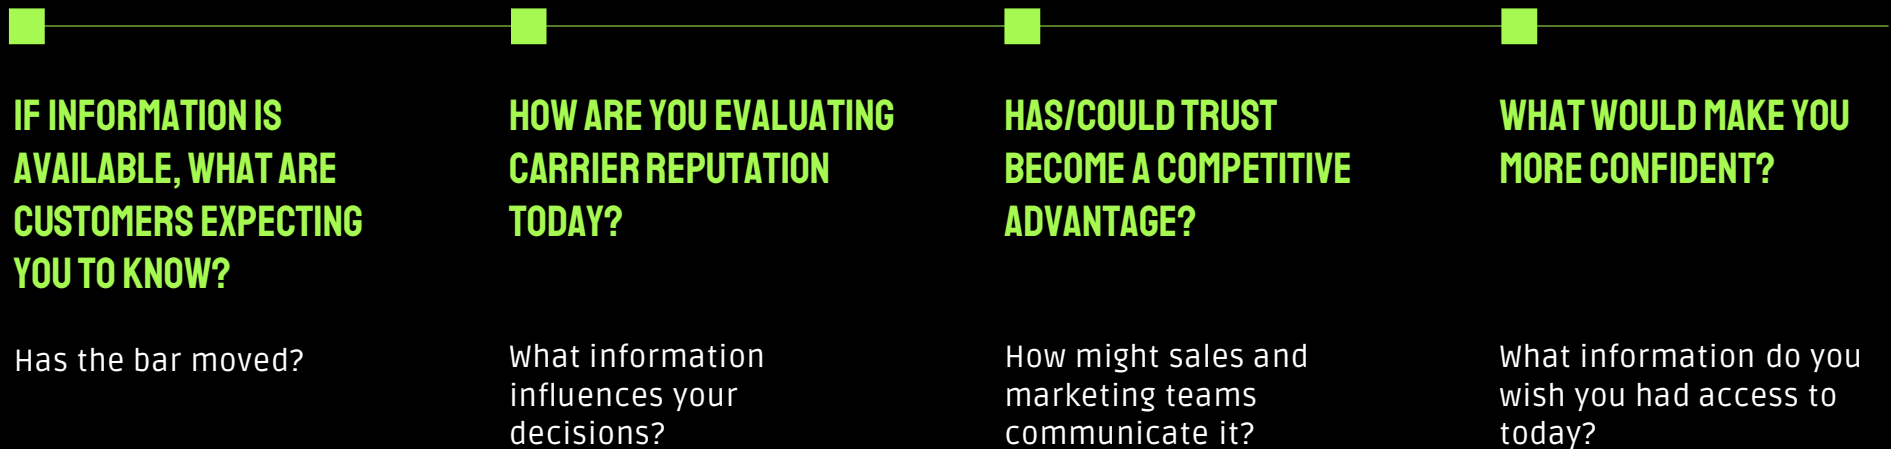 IF INFORMATION IS
AVAILABLE, WHAT ARE
CUSTOMERS EXPECTING
YOU TO KNOW?
Has the bar moved?
HOW ARE YOU EVALUATING
CARRIER REPUTATION
TODAY?
What information
influences your
decisions?
HAS/COULD TRUST
BECOME A COMPETITIVE
ADVANTAGE?
How might sales and
marketing teams
communicate it?
WHAT WOULD MAKE YOU
MORE CONFIDENT?
What information do you
wish you had access to
today?